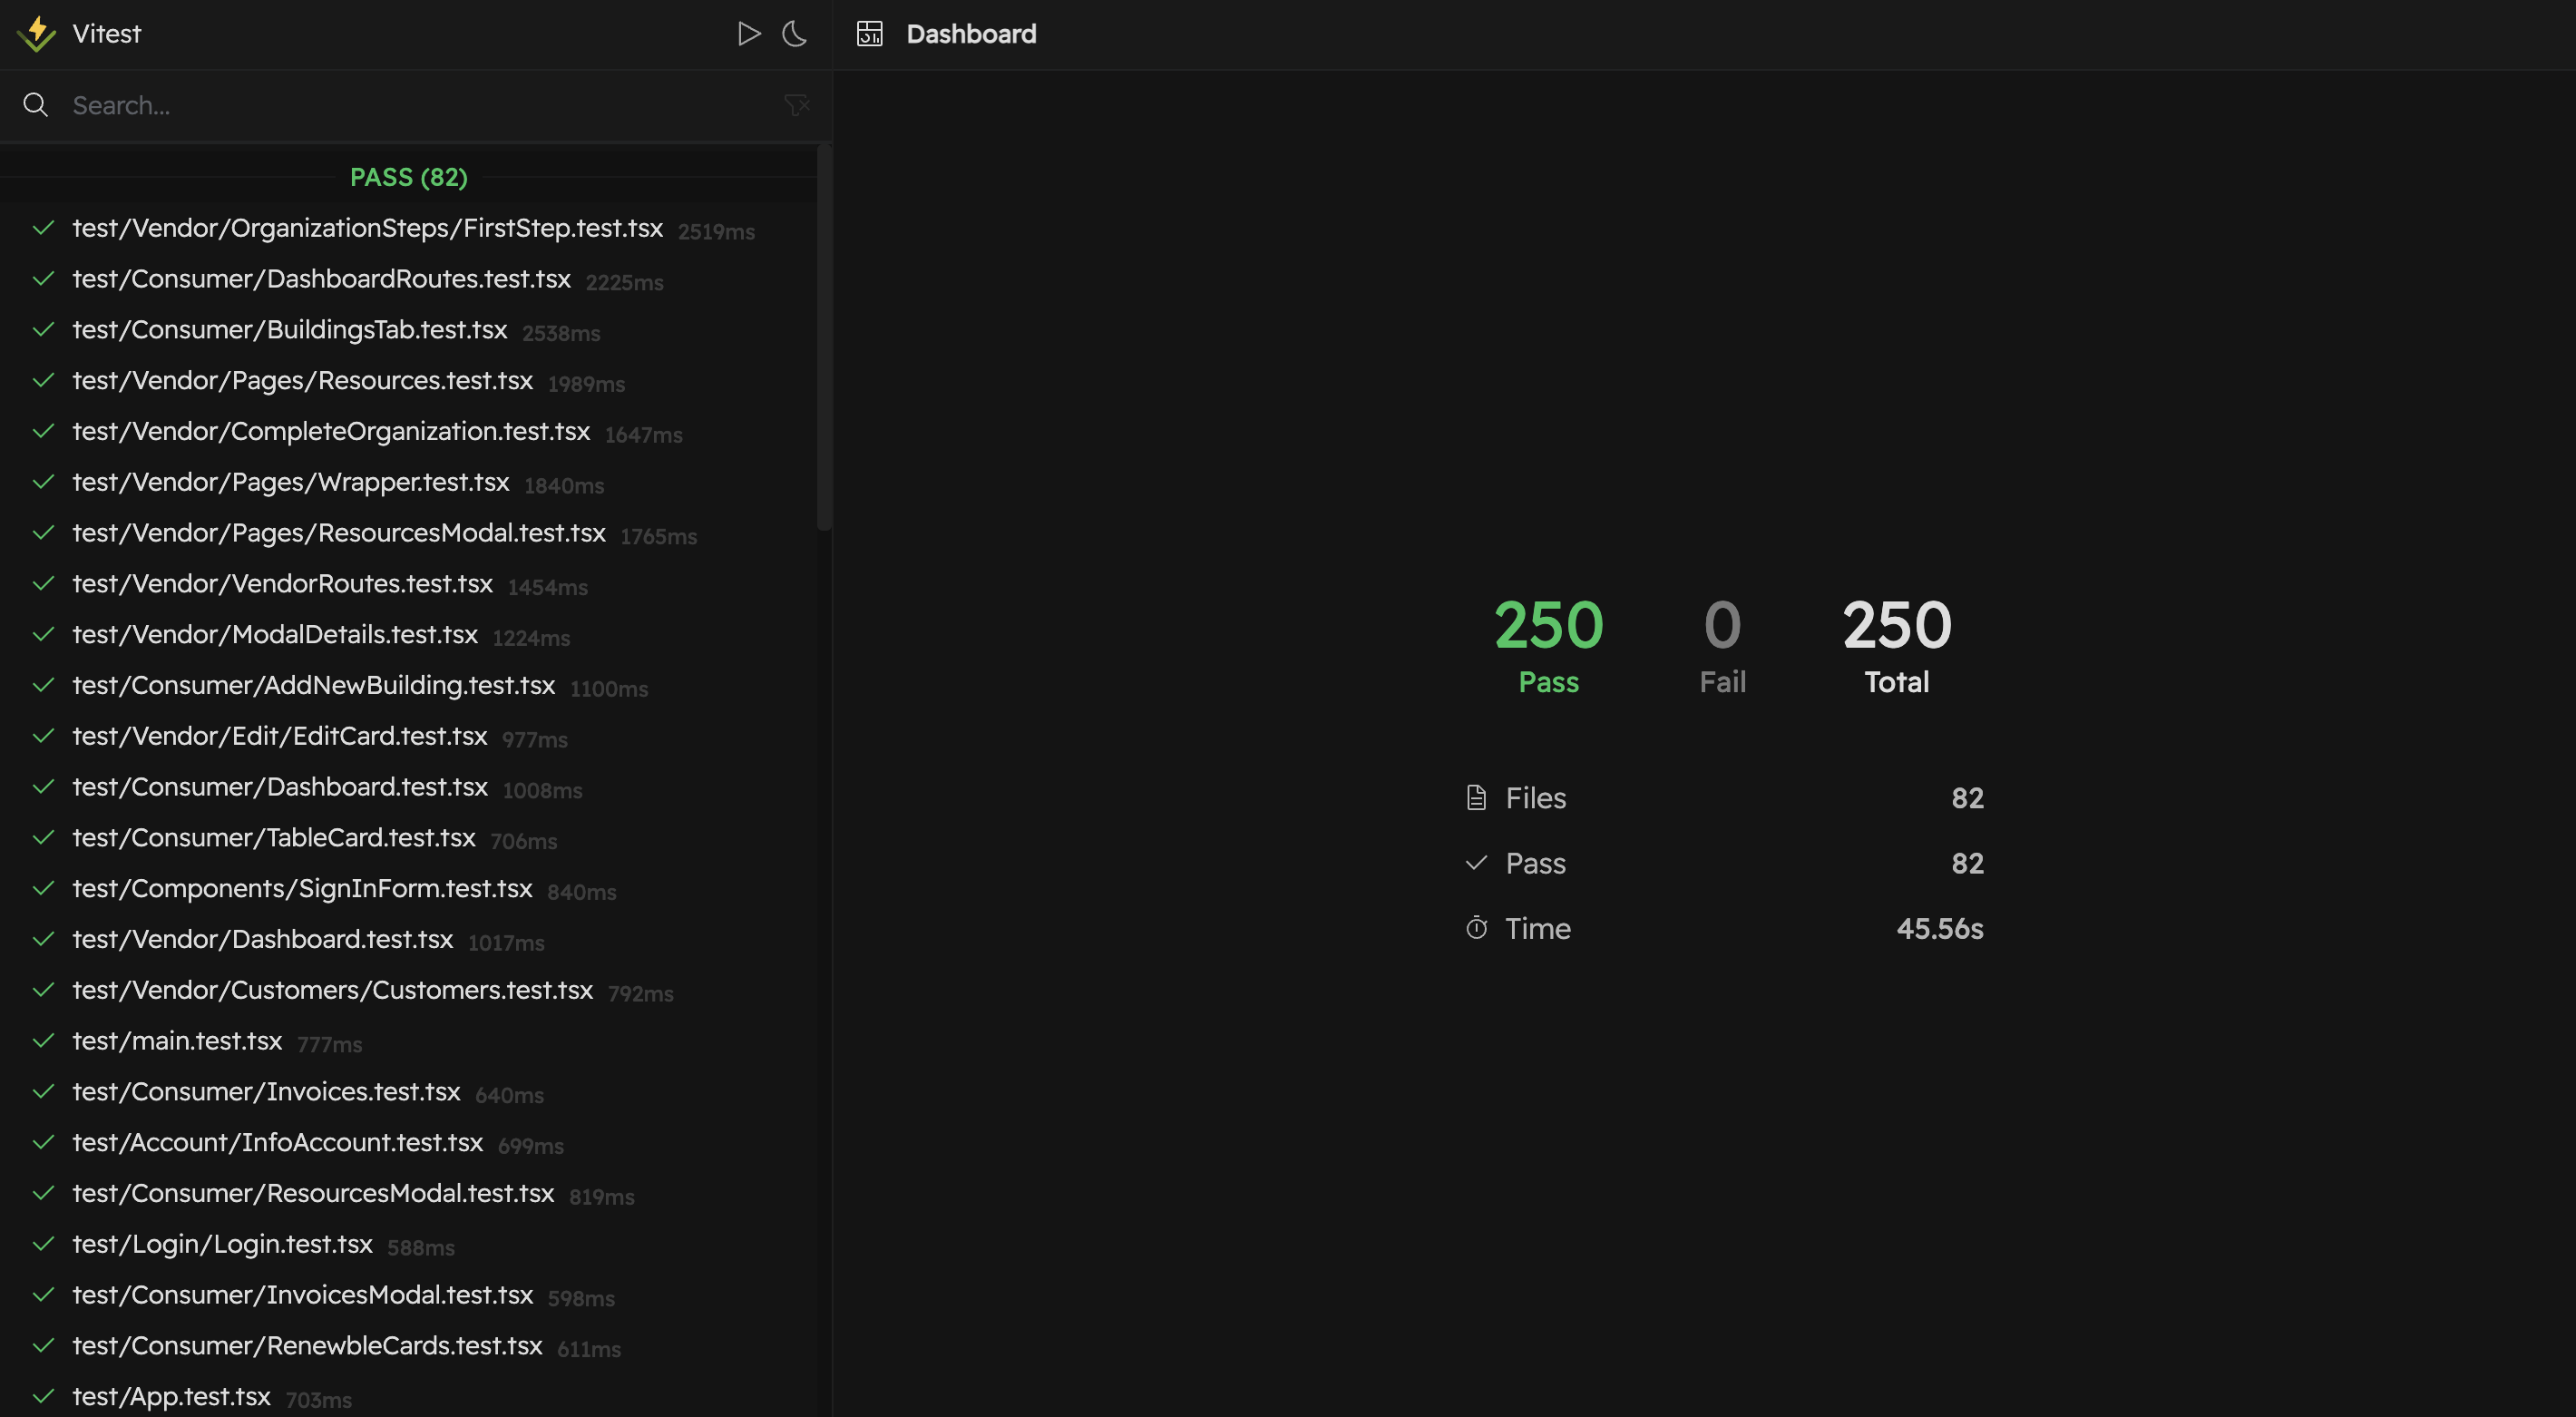 Vitest
Search...
PASS (82)
test/Vendor/OrganizationSteps/FirstStep.test.tsx 2519ms
test/Consumer/DashboardRoutes.test.tsx 2225ms
test/Consumer/BuildingsTab.test.tsx 2538ms
test/Vendor/Pages/Resources.test.tsx 1989ms
test/Vendor/CompleteOrganization.test.tsx 1647ms
test/Vendor/Pages/Wrapper.test.tsx 1840ms
test/Vendor/Pages/ResourcesModal.test.tsx 1765ms
test/Vendor/VendorRoutes.test.tsx 1454ms
test/Vendor/ModalDetails.test.tsx 1224ms
test/Consumer/AddNewBuilding.test.tsx 1100ms
test/Vendor/Edit/EditCard.test.tsx 977ms
test/Consumer/Dashboard.test.tsx 1008ms
test/Consumer/TableCard.test.tsx 706ms
test/Components/SignInForm.test.tsx 840ms
test/Vendor/Dashboard.test.tsx 1017ms
test/Vendor/Customers/Customers.test.tsx 792ms
test/main.test.tsx 777ms
test/Consumer/Invoices.test.tsx 640ms
test/Account/InfoAccount.test.tsx 699ms
test/Consumer/ResourcesModal.test.tsx 819ms
test/Login/Login.test.tsx 588ms
test/Consumer/InvoicesModal.test.tsx 598ms
test/Consumer/RenewbleCards.test.tsx 611ms
test/App.test.tsx 703ms
Dashboard
250 0 250
Pass Fail Total
Files 82
Pass 82
Time 45.56s